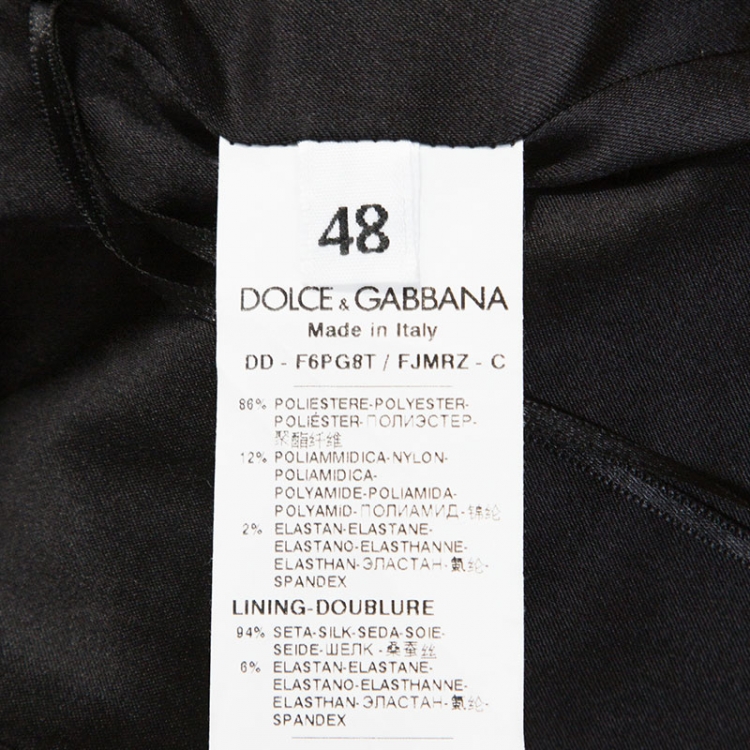 48
DOLCE & GABBANA
Made in Italy
DD - F6PG8T / FJMRZ - C
86% POLIESTERE-POLYESTER-
POLIÉSTER-ПОЛИЭСТЕР-
聚酯纤维
12% POLIAMMIDICA-NYLON-
POLIAMIDICA-
POLYAMIDE-POLIAMIDA-
POLYAMID-ПОЛИАМИД-锦纶
2% ELASTAN-ELASTANE-
ELASTANO-ELASTHANNE-
ELASTHAN-ЭЛАСТАН-氨纶-
SPANDEX
LINING-DOUBLURE
94% SETA-SILK-SEDA-SOIE-
SEIDE-ШЕЛК -桑蚕丝
6% ELASTAN-ELASTANE-
ELASTANO-ELASTHANNE-
ELASTHAN-ЭЛАСТАН-氨纶-
SPANDEX